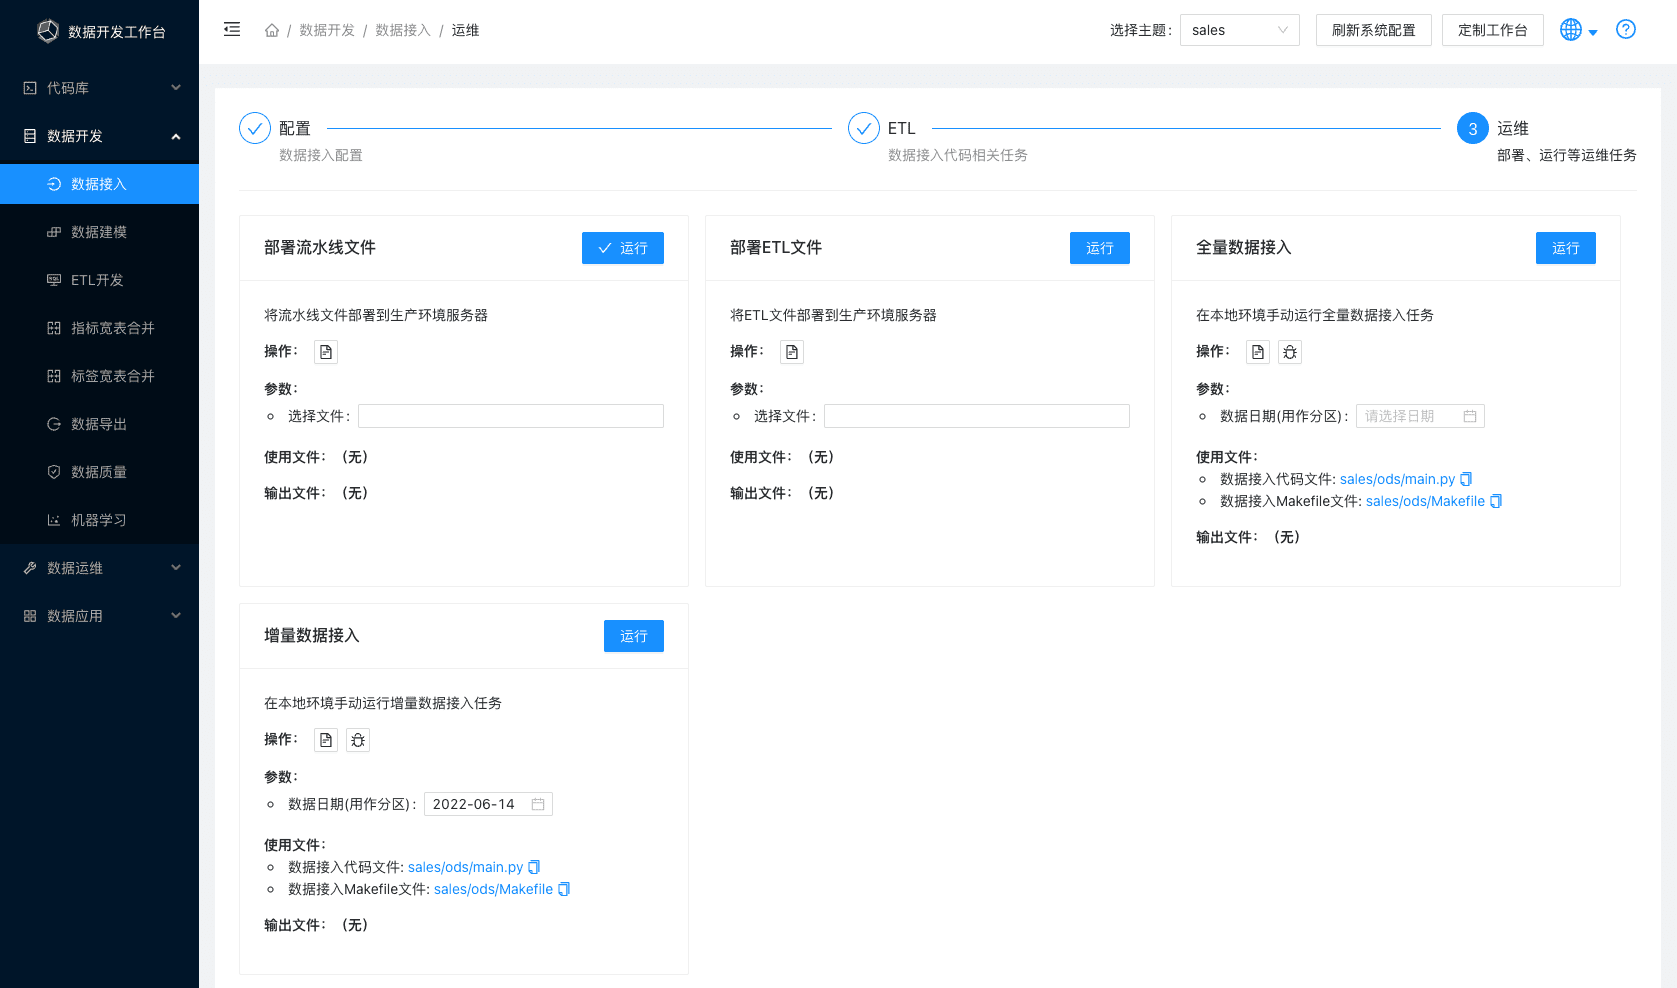 数据开发工作台
代码库
数据开发
数据接入
数据建模
ETL开发
指标宽表合并
标签宽表合并
数据导出
数据质量
机器学习
数据运维
数据应用
/ 数据开发 / 数据接入 / 运维
选择主题： sales 刷新系统配置 定制工作台
配置
数据接入配置
ETL
数据接入代码相关任务
3 运维
部署、运行等运维任务
部署流水线文件 运行
将流水线文件部署到生产环境服务器
操作：
参数：
选择文件：
使用文件： （无）
输出文件： （无）
部署ETL文件 运行
将ETL文件部署到生产环境服务器
操作：
参数：
选择文件：
使用文件： （无）
输出文件： （无）
全量数据接入 运行
在本地环境手动运行全量数据接入任务
操作：
参数：
数据日期(用作分区)： 请选择日期
使用文件：
数据接入代码文件: sales/ods/main.py
数据接入Makefile文件: sales/ods/Makefile
输出文件： （无）
增量数据接入 运行
在本地环境手动运行增量数据接入任务
操作：
参数：
数据日期(用作分区)： 2022-06-14
使用文件：
数据接入代码文件: sales/ods/main.py
数据接入Makefile文件: sales/ods/Makefile
输出文件： （无）